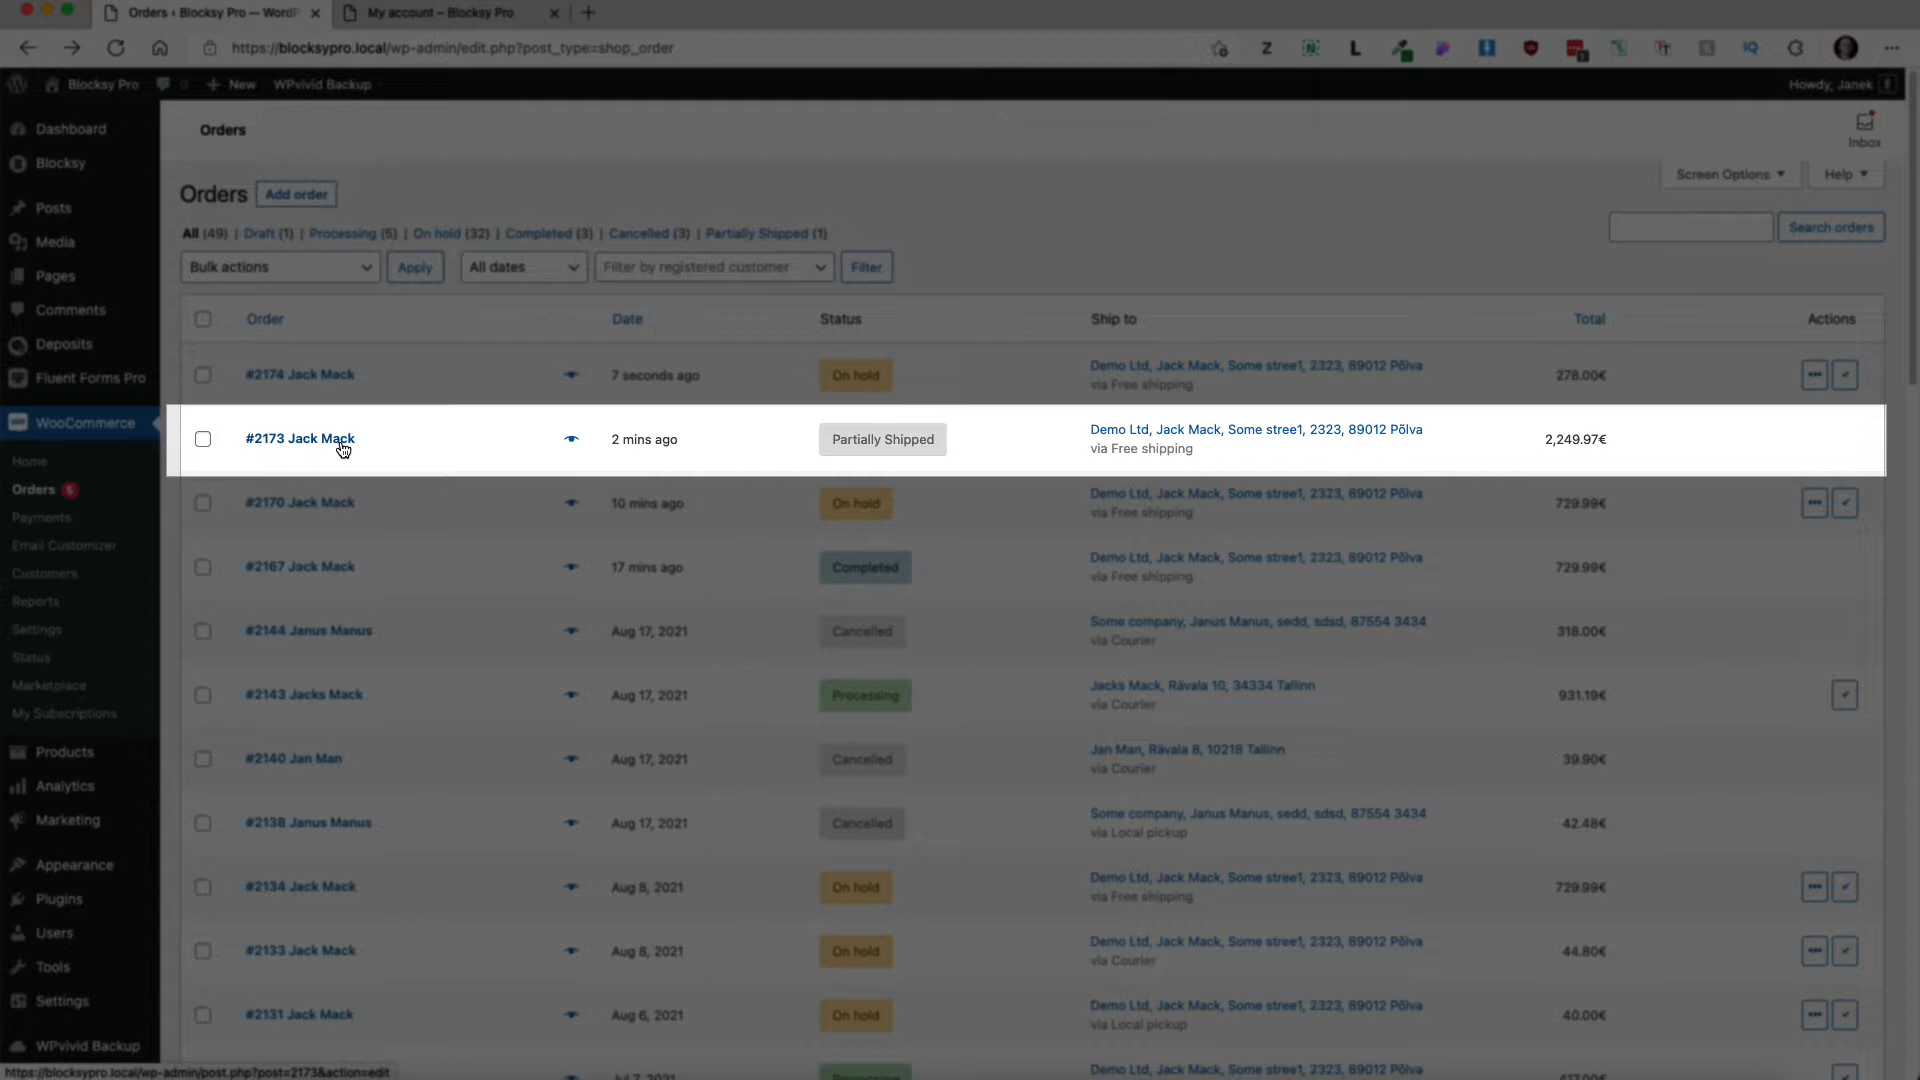 Orders ‹ Blocksy Pro — WordP
My account – Blocksy Pro
https://blocksypro.local/wp-admin/edit.php?post_type=shop_order
Blocksy Pro
0
New
WPvivid Backup
Howdy, Janek
Dashboard
Blocksy
Posts
Media
Pages
Comments
Deposits
Fluent Forms Pro
WooCommerce
Home
Orders 5
Payments
Email Customizer
Customers
Reports
Settings
Status
Marketplace
My Subscriptions
Products
Analytics
Marketing
Appearance
Plugins
Users
Tools
Settings
WPvivid Backup
Orders
Inbox
Screen Options
Help
Orders
Add order
All (49) | Draft (1) | Processing (5) | On hold (32) | Completed (3) | Cancelled (3) | Partially Shipped (1)
Search orders
Bulk actions
Apply
All dates
Filter by registered customer
Filter
Order Date Status Ship to Total Actions
#2174 Jack Mack 7 seconds ago On hold Demo Ltd, Jack Mack, Some stree1, 2323, 89012 Põlva 278.00€
via Free shipping
#2173 Jack Mack 2 mins ago Partially Shipped Demo Ltd, Jack Mack, Some stree1, 2323, 89012 Põlva 2,249.97€
via Free shipping
#2170 Jack Mack 10 mins ago On hold Demo Ltd, Jack Mack, Some stree1, 2323, 89012 Põlva 729.99€
via Free shipping
#2167 Jack Mack 17 mins ago Completed Demo Ltd, Jack Mack, Some stree1, 2323, 89012 Põlva 729.99€
via Free shipping
#2144 Janus Manus Aug 17, 2021 Cancelled Some company, Janus Manus, sedd, sdsd, 87554 3434 318.00€
via Courier
#2143 Jacks Mack Aug 17, 2021 Processing Jacks Mack, Rävala 10, 34334 Tallinn 931.19€
via Courier
#2140 Jan Man Aug 17, 2021 Cancelled Jan Man, Rävala 8, 10218 Tallinn 39.90€
via Courier
#2138 Janus Manus Aug 17, 2021 Cancelled Some company, Janus Manus, sedd, sdsd, 87554 3434 42.48€
via Local pickup
#2134 Jack Mack Aug 8, 2021 On hold Demo Ltd, Jack Mack, Some stree1, 2323, 89012 Põlva 729.99€
via Free shipping
#2133 Jack Mack Aug 8, 2021 On hold Demo Ltd, Jack Mack, Some stree1, 2323, 89012 Põlva 44.80€
via Courier
#2131 Jack Mack Aug 6, 2021 On hold Demo Ltd, Jack Mack, Some stree1, 2323, 89012 Põlva 40.00€
via Local pickup
Jul 7, 2021 Processing Demo Ltd, Jack Mack, Some stree1, 2323, 89012 Põlva 417.00€
https://blocksypro.local/wp-admin/post.php?post=2173&action=edit